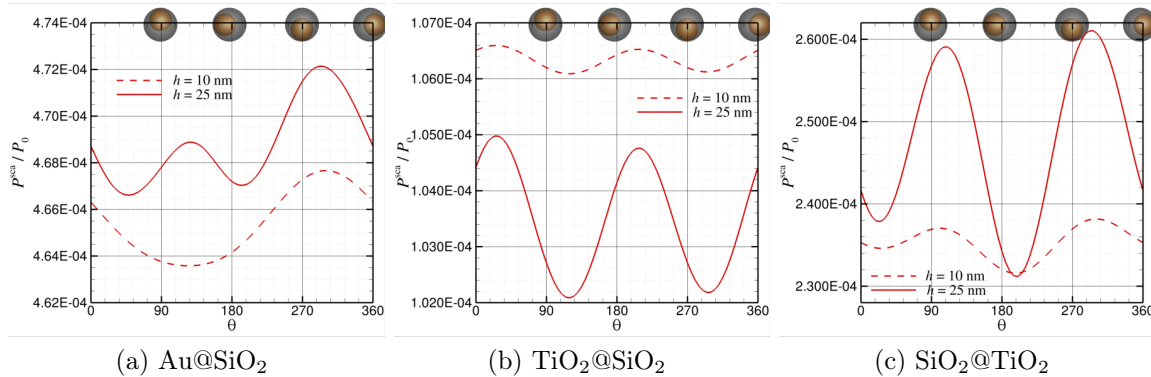 4.74E-04
4.72E-04
4.70E-04
4.68E-04
4.66E-04
4.64E-04
4.62E-04
P^sca / P_0
h = 10 nm
h = 25 nm
0 90 180 270 360
θ
(a) Au@SiO₂
1.070E-04
1.060E-04
1.050E-04
1.040E-04
1.030E-04
1.020E-04
P^sca / P_0
h = 10 nm
h = 25 nm
0 90 180 270 360
θ
(b) TiO₂@SiO₂
2.600E-04
2.500E-04
2.400E-04
2.300E-04
P^sca / P_0
h = 10 nm
h = 25 nm
0 90 180 270 360
θ
(c) SiO₂@TiO₂